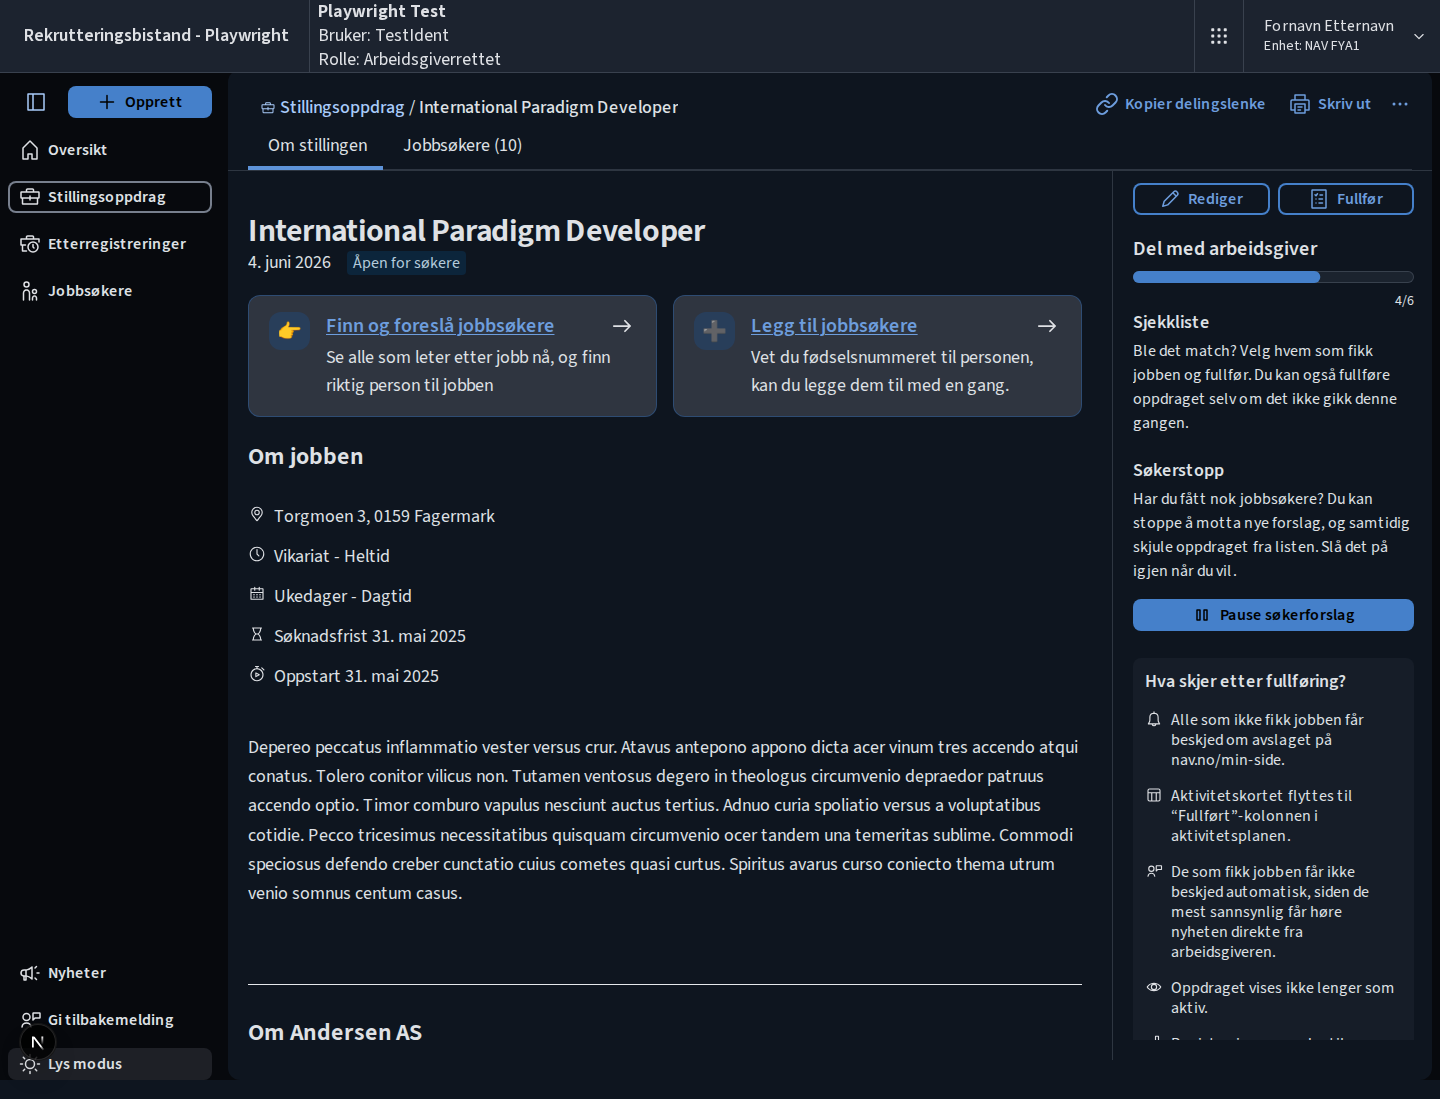 Rekrutteringsbistand - Playwright
Playwright Test
Bruker: TestIdent
Rolle: Arbeidsgiverrettet
Fornavn Etternavn
Enhet: NAV FYA1
Opprett
Oversikt
Stillingsoppdrag
Etterregistreringer
Jobbsøkere
Nyheter
Gi tilbakemelding
N
Lys modus
Stillingsoppdrag / International Paradigm Developer
Kopier delingslenke
Skriv ut
Om stillingen
Jobbsøkere (10)
International Paradigm Developer
4. juni 2026
Åpen for søkere
Finn og foreslå jobbsøkere
Se alle som leter etter jobb nå, og finn
riktig person til jobben
Legg til jobbsøkere
Vet du fødselsnummeret til personen,
kan du legge dem til med en gang.
Om jobben
Torgmoen 3, 0159 Fagermark
Vikariat - Heltid
Ukedager - Dagtid
Søknadsfrist 31. mai 2025
Oppstart 31. mai 2025
Depereo peccatus inflammatio vester versus crur. Atavus antepono appono dicta acer vinum tres accendo atqui
conatus. Tolero conitor vilicus non. Tutamen ventosus degero in theologus circumvenio depraedor patruus
accendo optio. Timor comburo vapulus nesciunt auctus tertius. Adnuo curia spoliatio versus a voluptatibus
cotidie. Pecco tricesimus necessitatibus quisquam circumvenio ocer tandem una temeritas sublime. Commodi
speciosus defendo creber cunctatio cuius cometes quasi curtus. Spiritus avarus curso coniecto thema utrum
venio somnus centum casus.
Om Andersen AS
Rediger
Fullfør
Del med arbeidsgiver
4/6
Sjekkliste
Ble det match? Velg hvem som fikk
jobben og fullfør. Du kan også fullføre
oppdraget selv om det ikke gikk denne
gangen.
Søkerstopp
Har du fått nok jobbsøkere? Du kan
stoppe å motta nye forslag, og samtidig
skjule oppdraget fra listen. Slå det på
igjen når du vil.
Pause søkerforslag
Hva skjer etter fullføring?
Alle som ikke fikk jobben får
beskjed om avslaget på
nav.no/min-side.
Aktivitetskortet flyttes til
“Fullført”-kolonnen i
aktivitetsplanen.
De som fikk jobben får ikke
beskjed automatisk, siden de
mest sannsynlig får høre
nyheten direkte fra
arbeidsgiveren.
Oppdraget vises ikke lenger som
aktiv.